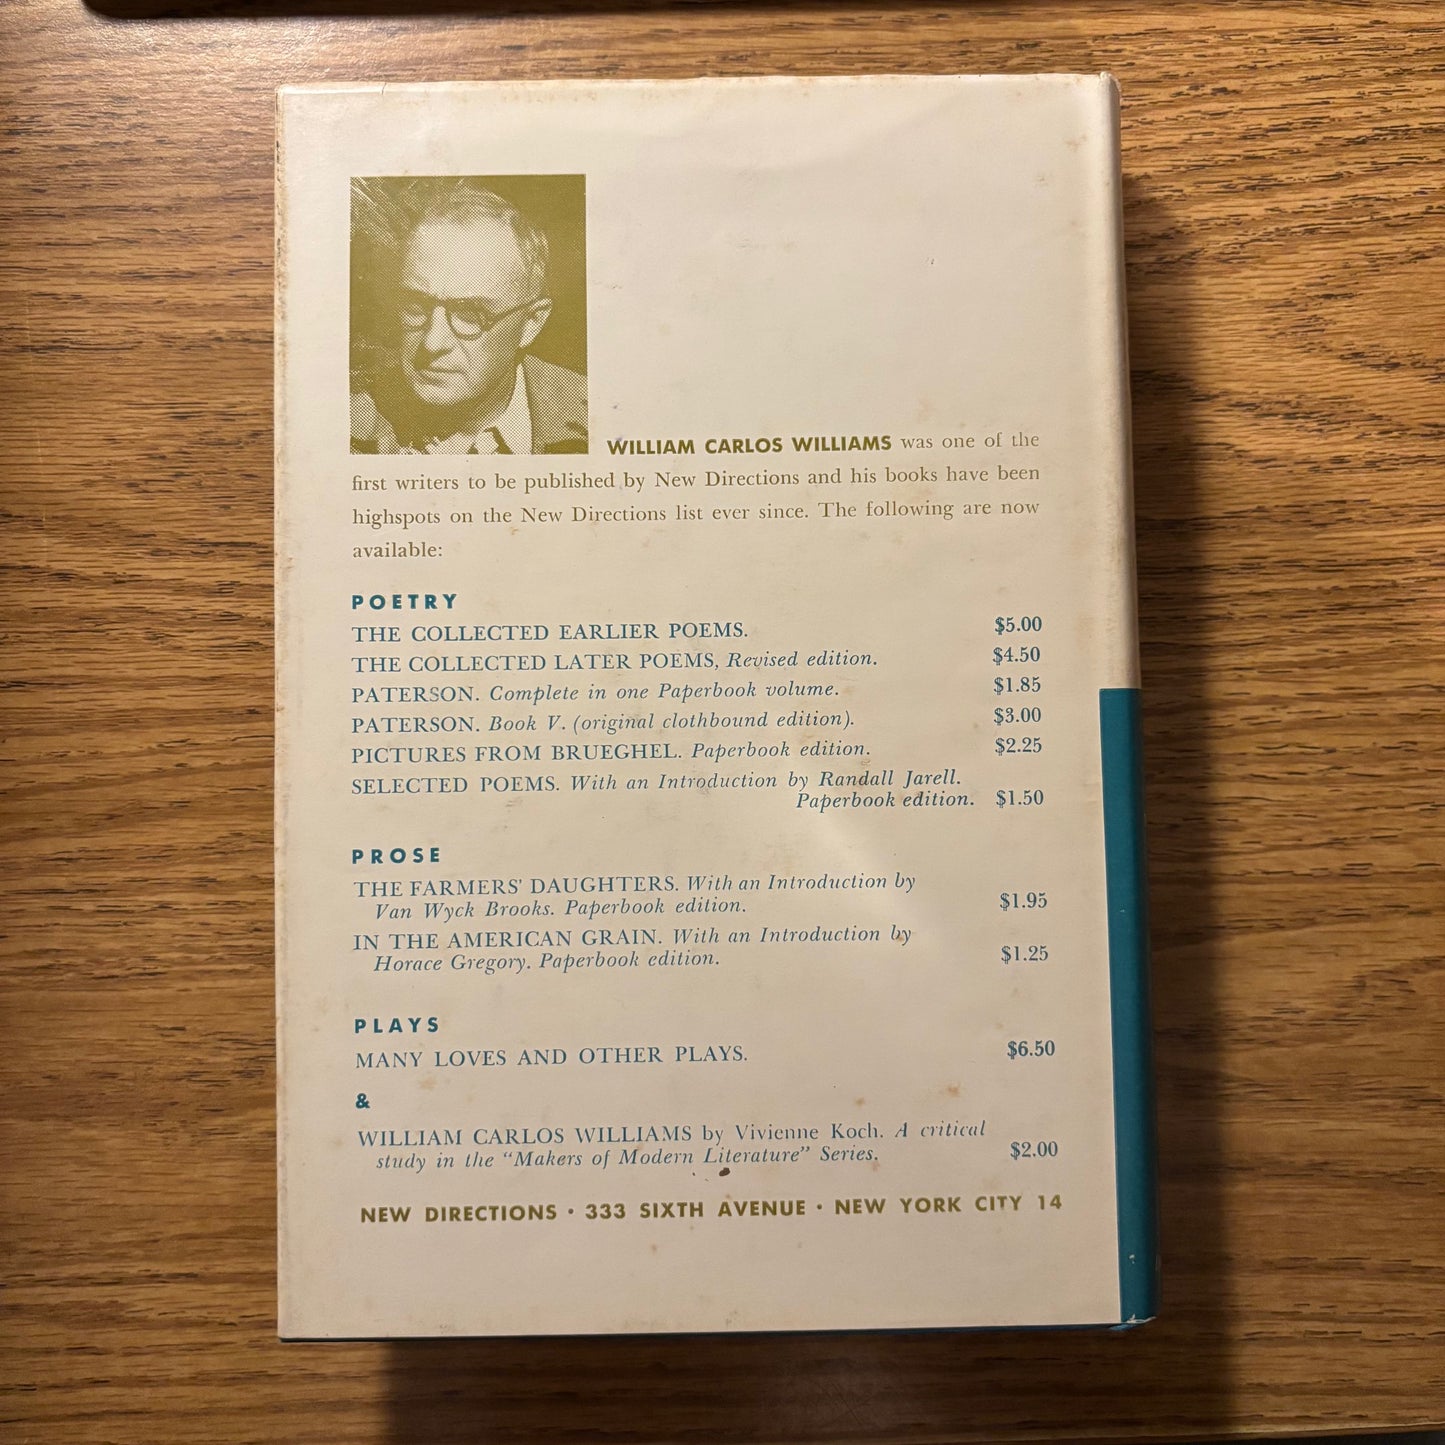 WILLIAM CARLOS WILLIAMS was one of the
first writers to be published by New Directions and his books have been
highspots on the New Directions list ever since. The following are now
available:
POETRY
THE COLLECTED EARLIER POEMS. $5.00
THE COLLECTED LATER POEMS, Revised edition. $4.50
PATERSON. Complete in one Paperbook volume. $1.85
PATERSON. Book V. (original clothbound edition). $3.00
PICTURES FROM BRUEGHEL. Paperbook edition. $2.25
SELECTED POEMS. With an Introduction by Randall Jarell.
Paperbook edition. $1.50
PROSE
THE FARMERS' DAUGHTERS. With an Introduction by
Van Wyck Brooks. Paperbook edition. $1.95
IN THE AMERICAN GRAIN. With an Introduction by
Horace Gregory. Paperbook edition. $1.25
PLAYS
MANY LOVES AND OTHER PLAYS. $6.50
&
WILLIAM CARLOS WILLIAMS by Vivienne Koch. A critical
study in the “Makers of Modern Literature” Series. $2.00
NEW DIRECTIONS • 333 SIXTH AVENUE • NEW YORK CITY 14